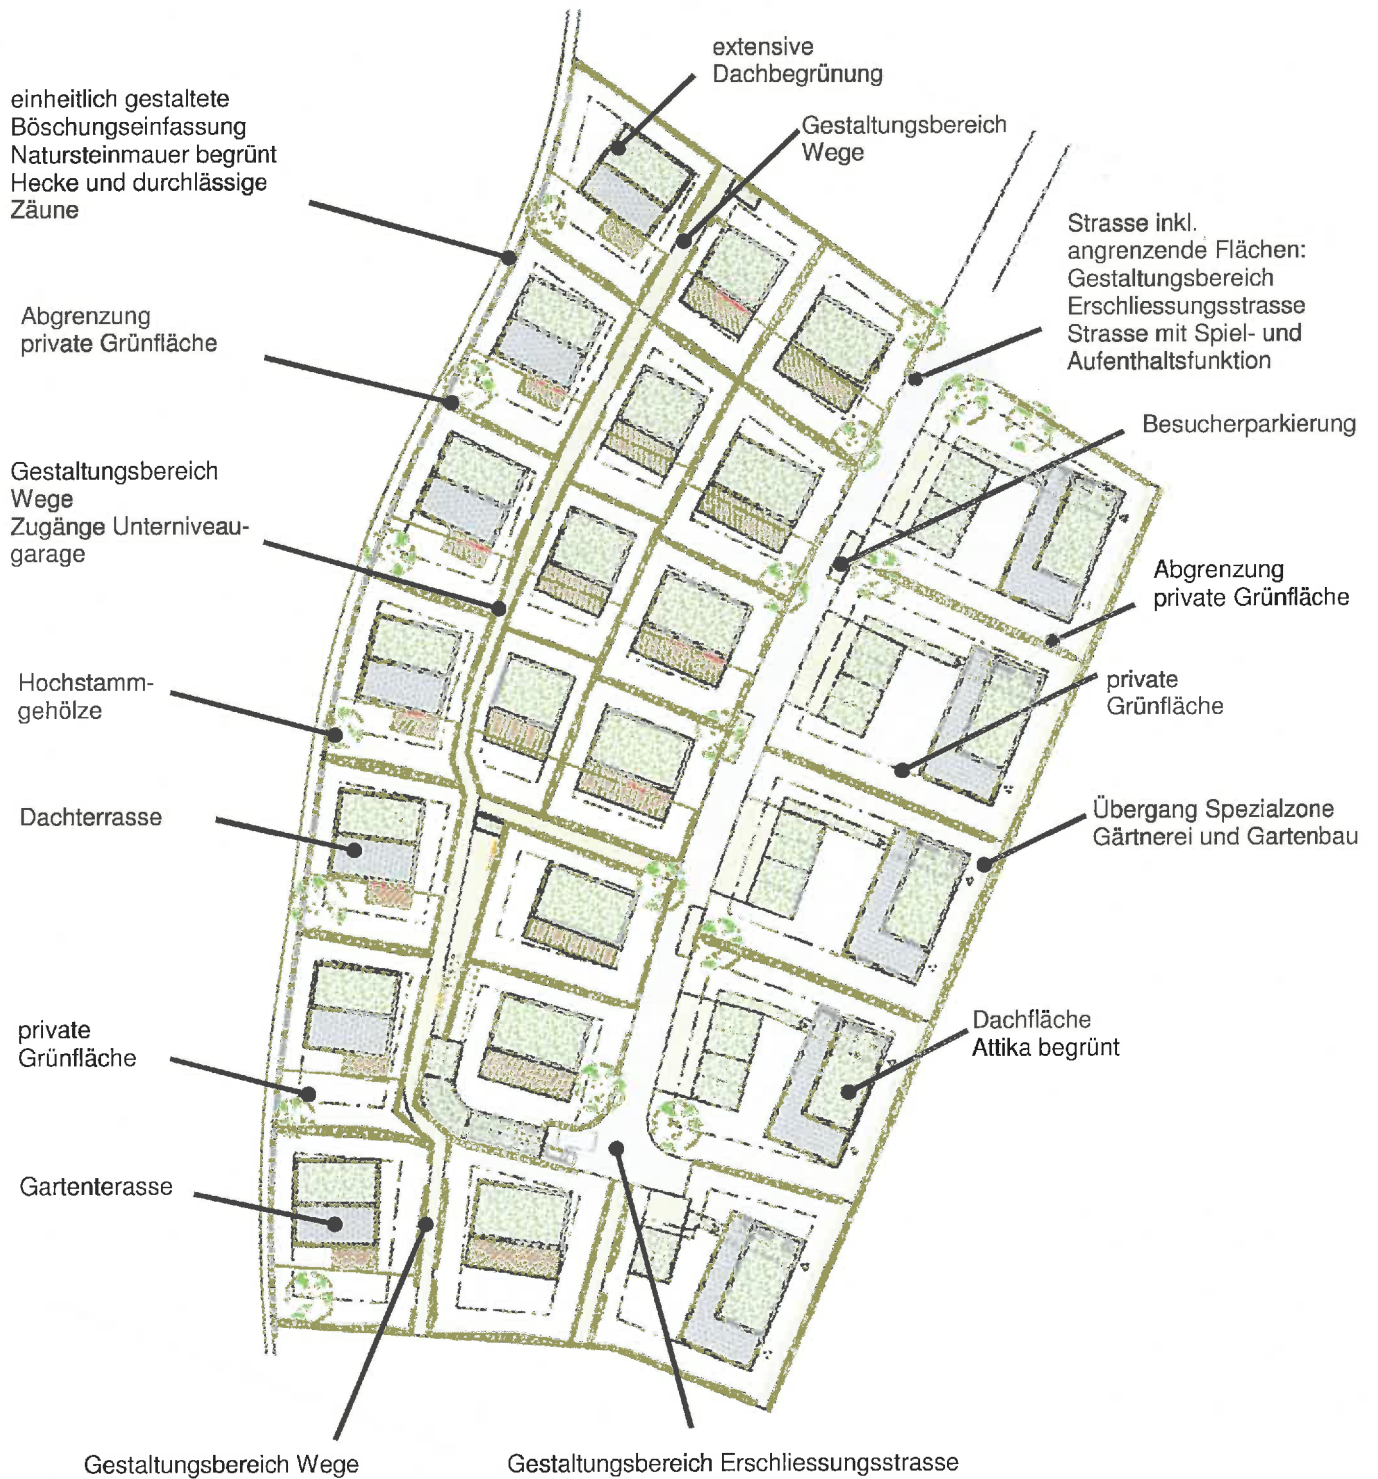 extensive
Dachbegrünung
einheitlich gestaltete
Böschungseinfassung
Natursteinmauer begrünt
Hecke und durchlässige
Zäune
Gestaltungsbereich
Wege
Strasse inkl.
angrenzende Flächen:
Gestaltungsbereich
Erschliessungsstrasse
Strasse mit Spiel- und
Aufenthaltsfunktion
Abgrenzung
private Grünfläche
Besucherparkierung
Gestaltungsbereich
Wege
Zugänge Unterniveau-
garage
Abgrenzung
private Grünfläche
Hochstamm-
gehölze
private
Grünfläche
Dachterrasse
Übergang Spezialzone
Gärtnerei und Gartenbau
private
Grünfläche
Dachfläche
Attika begrünt
Gartenterasse
Gestaltungsbereich Wege
Gestaltungsbereich Erschliessungsstrasse